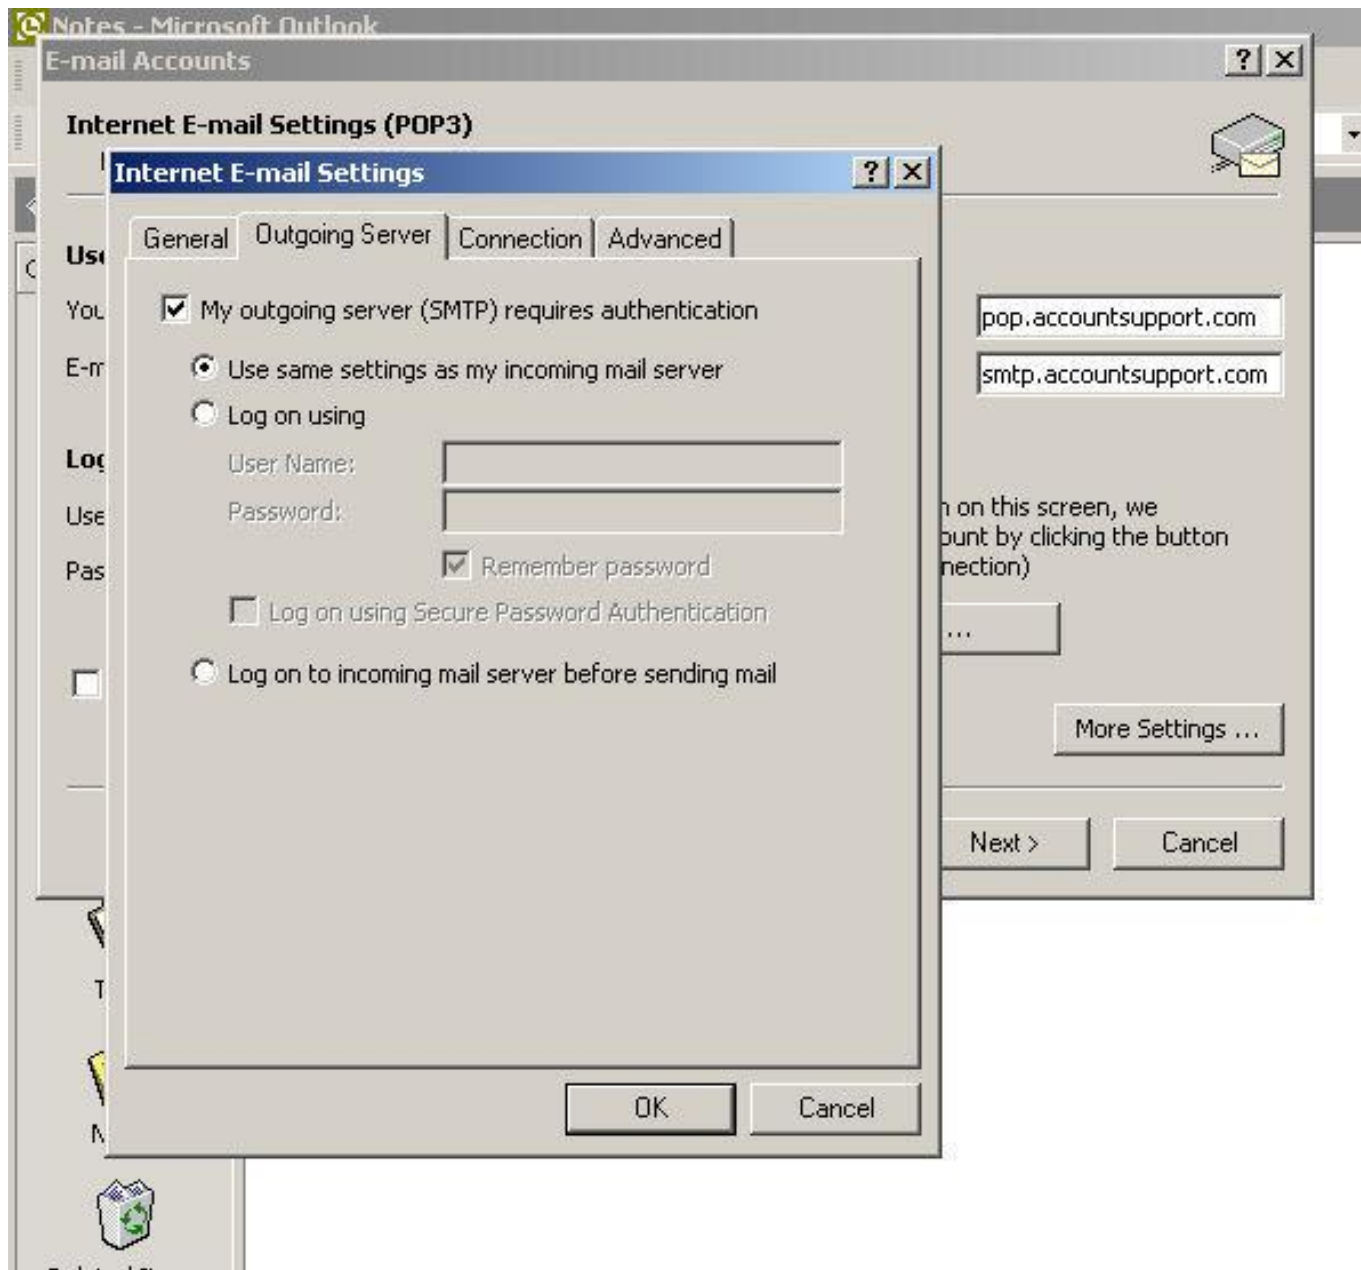 Notes - Microsoft Outlook
E-mail Accounts
Internet E-mail Settings (POP3)
Internet E-mail Settings
General Outgoing Server Connection Advanced
My outgoing server (SMTP) requires authentication
pop.accountsupport.com
Use same settings as my incoming mail server
smtp.accountsupport.com
Log on using
User Name:
Password:
on this screen, we
by clicking the button
Remember password
Log on using Secure Password Authentication
...
Log on to incoming mail server before sending mail
More Settings ...
Next >
Cancel
OK
Cancel